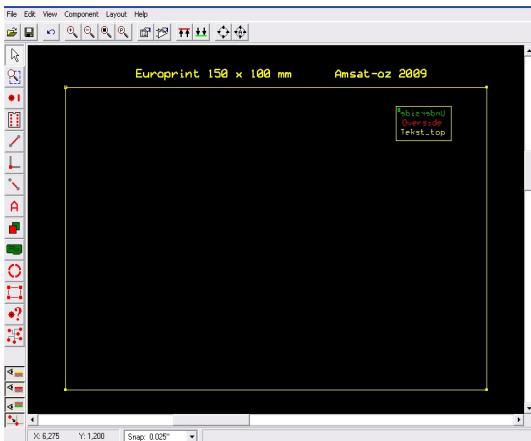 File Edit View Component Layout Help
Europrint 150 x 100 mm Amsat-oz 2009
Underside
Overside
Tekst_top
X: 6,275 Y: 1,200 Snap: 0.025"